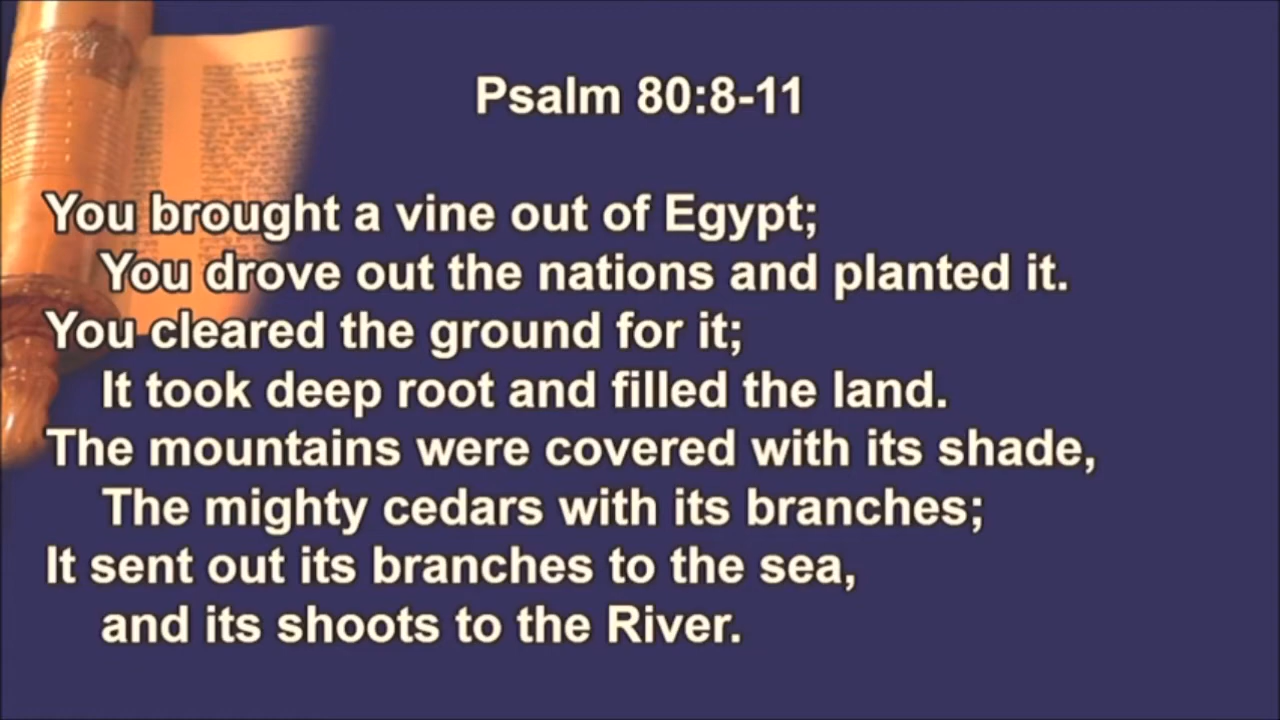 Psalm 80:8-11
You brought a vine out of Egypt;
You drove out the nations and planted it.
You cleared the ground for it;
It took deep root and filled the land.
The mountains were covered with its shade,
The mighty cedars with its branches;
It sent out its branches to the sea,
and its shoots to the River.